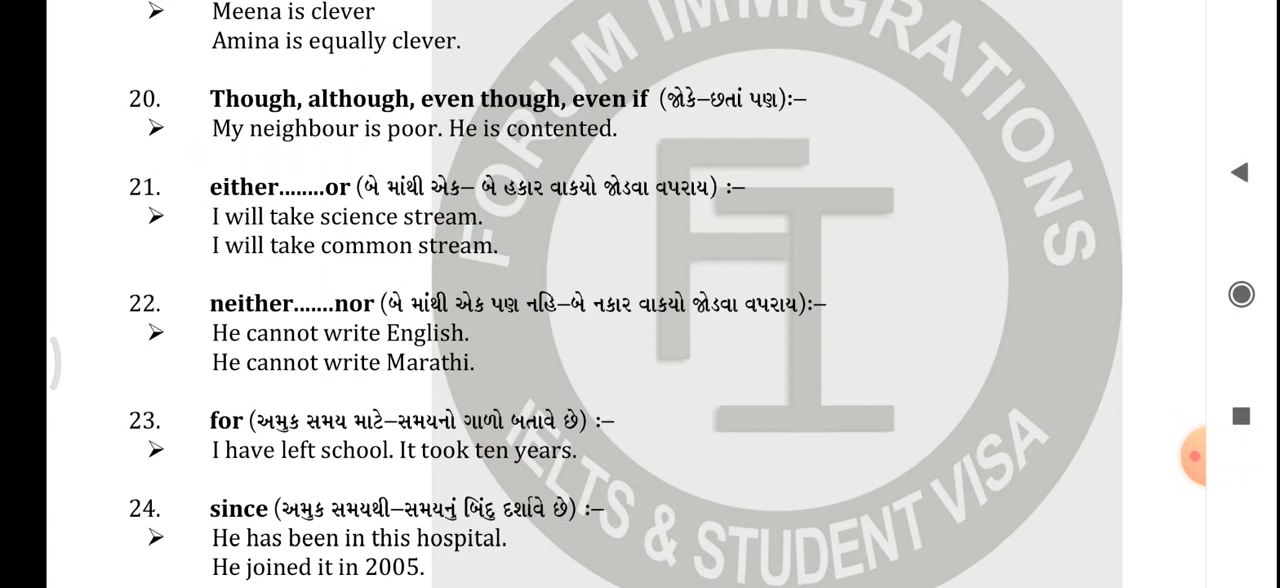 Meena is clever
Amina is equally clever.
20. Though, although, even though, even if (જોકે–છતાં પણ):–
My neighbour is poor. He is contented.
21. either........or (બે માંથી એક– બે હકાર વાકયો જોડવા વપરાય) :–
I will take science stream.
I will take common stream.
22. neither.......nor (બે માંથી એક પણ નહિ–બે નકાર વાકયો જોડવા વપરાય):–
He cannot write English.
He cannot write Marathi.
23. for (અમુક સમય માટે–સમયનો ગાળો બતાવે છે) :–
I have left school. It took ten years.
24. since (અમુક સમયથી–સમયનું બિંદુ દર્શાવે છે) :–
He has been in this hospital.
He joined it in 2005.
FORUM IMMIGRATIONS
FI
IELTS & STUDENT VISA